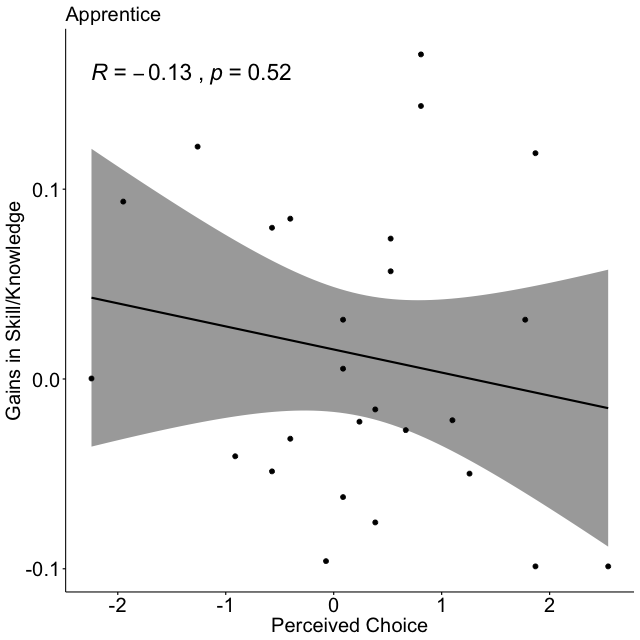 Apprentice
R = −0.13 , p = 0.52
Gains in Skill/Knowledge
0.1
0.0
-0.1
-2 -1 0 1 2
Perceived Choice